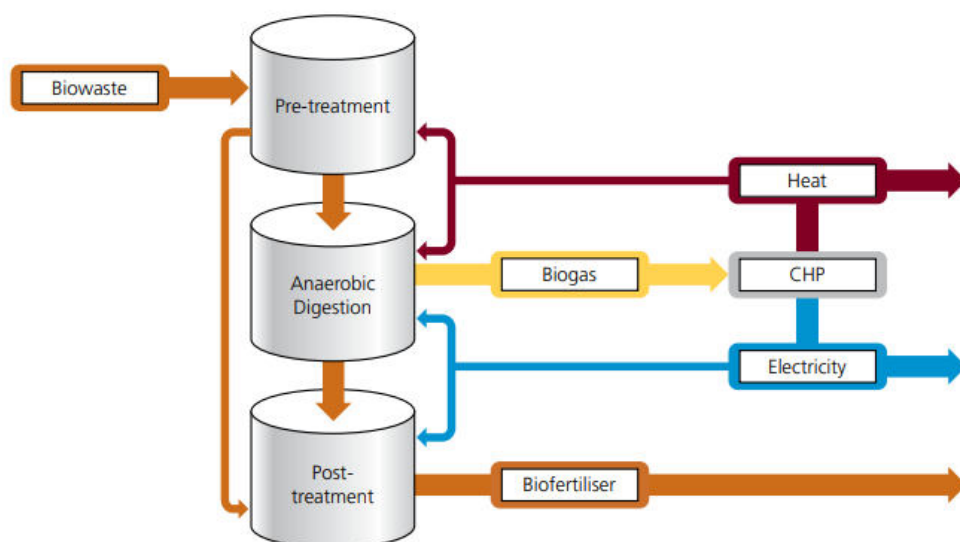 Biowaste
Pre-treatment
Heat
Anaerobic
Digestion
Biogas
CHP
Electricity
Post-
treatment
Biofertiliser